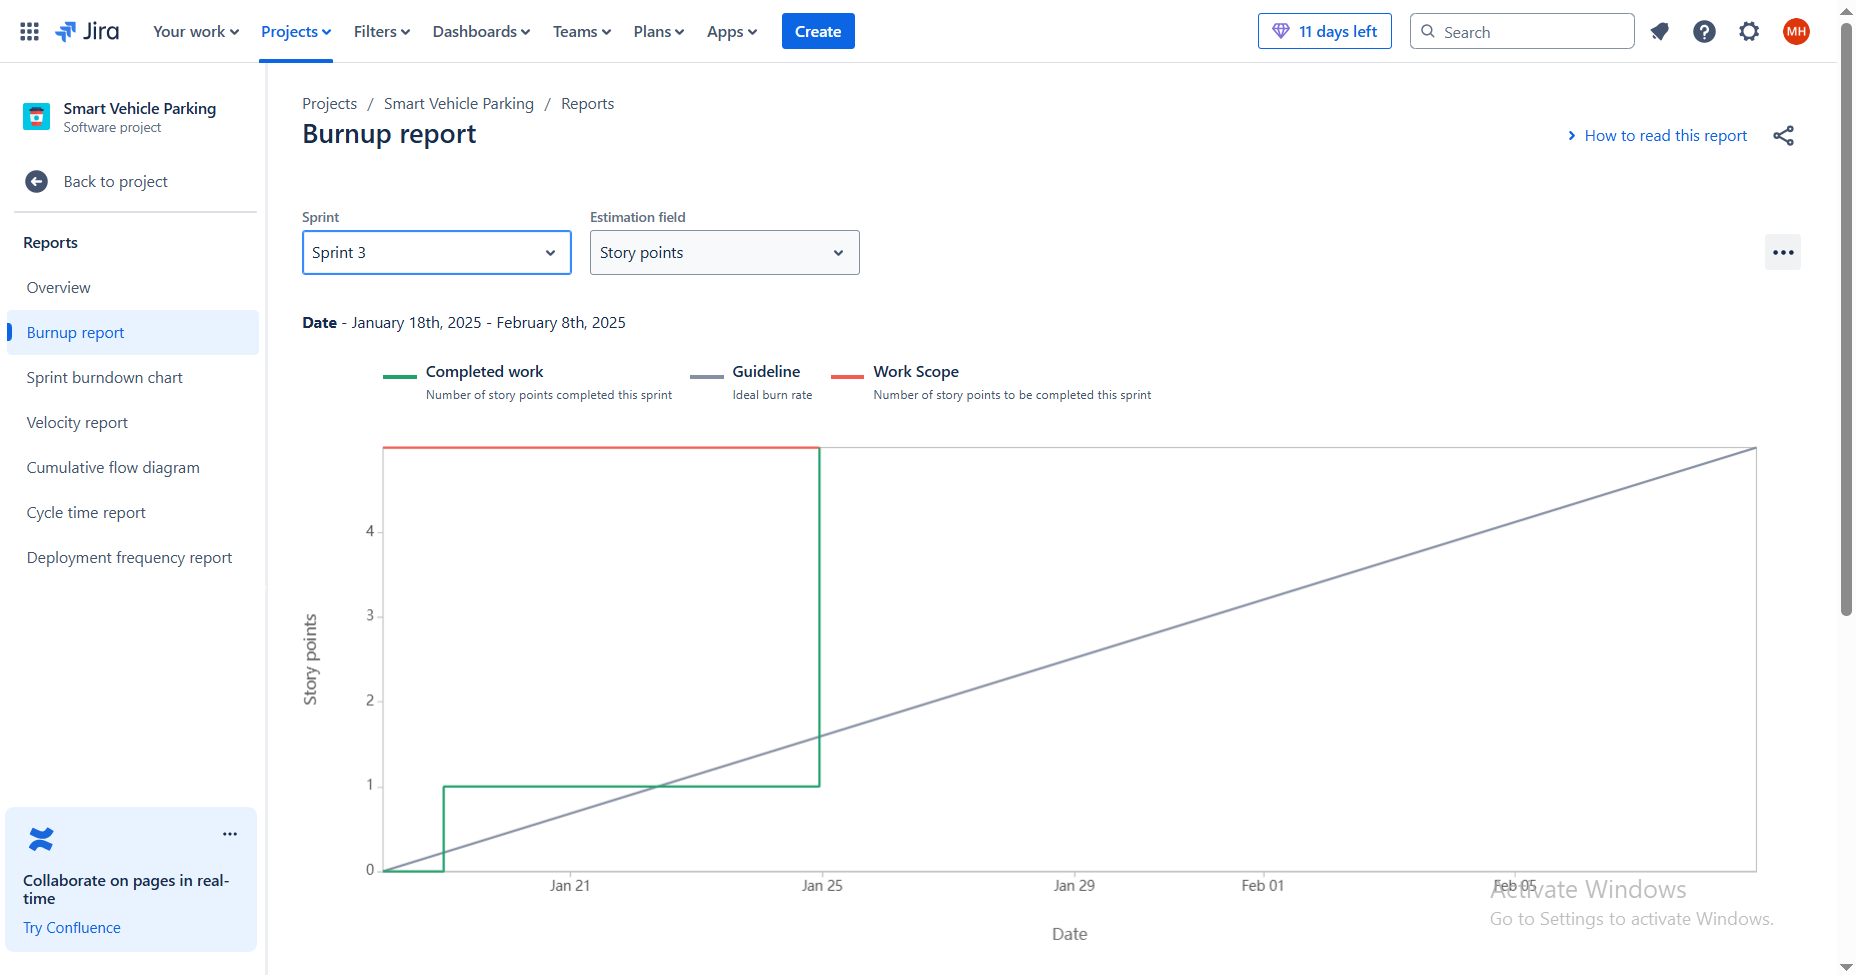 Jira Your work Projects Filters Dashboards Teams Plans Apps Create 11 days left Search MH
Smart Vehicle Parking
Software project
Back to project
Reports
Overview
Burnup report
Sprint burndown chart
Velocity report
Cumulative flow diagram
Cycle time report
Deployment frequency report
Collaborate on pages in real-
time
Try Confluence
Projects / Smart Vehicle Parking / Reports
Burnup report
How to read this report
Sprint Estimation field
Sprint 3 Story points
Date - January 18th, 2025 - February 8th, 2025
Completed work Guideline Work Scope
Number of story points completed this sprint Ideal burn rate Number of story points to be completed this sprint
4
3
2
1
0
Story points
Jan 21 Jan 25 Jan 29 Feb 01 Feb 05
Date
Activate Windows
Go to Settings to activate Windows.